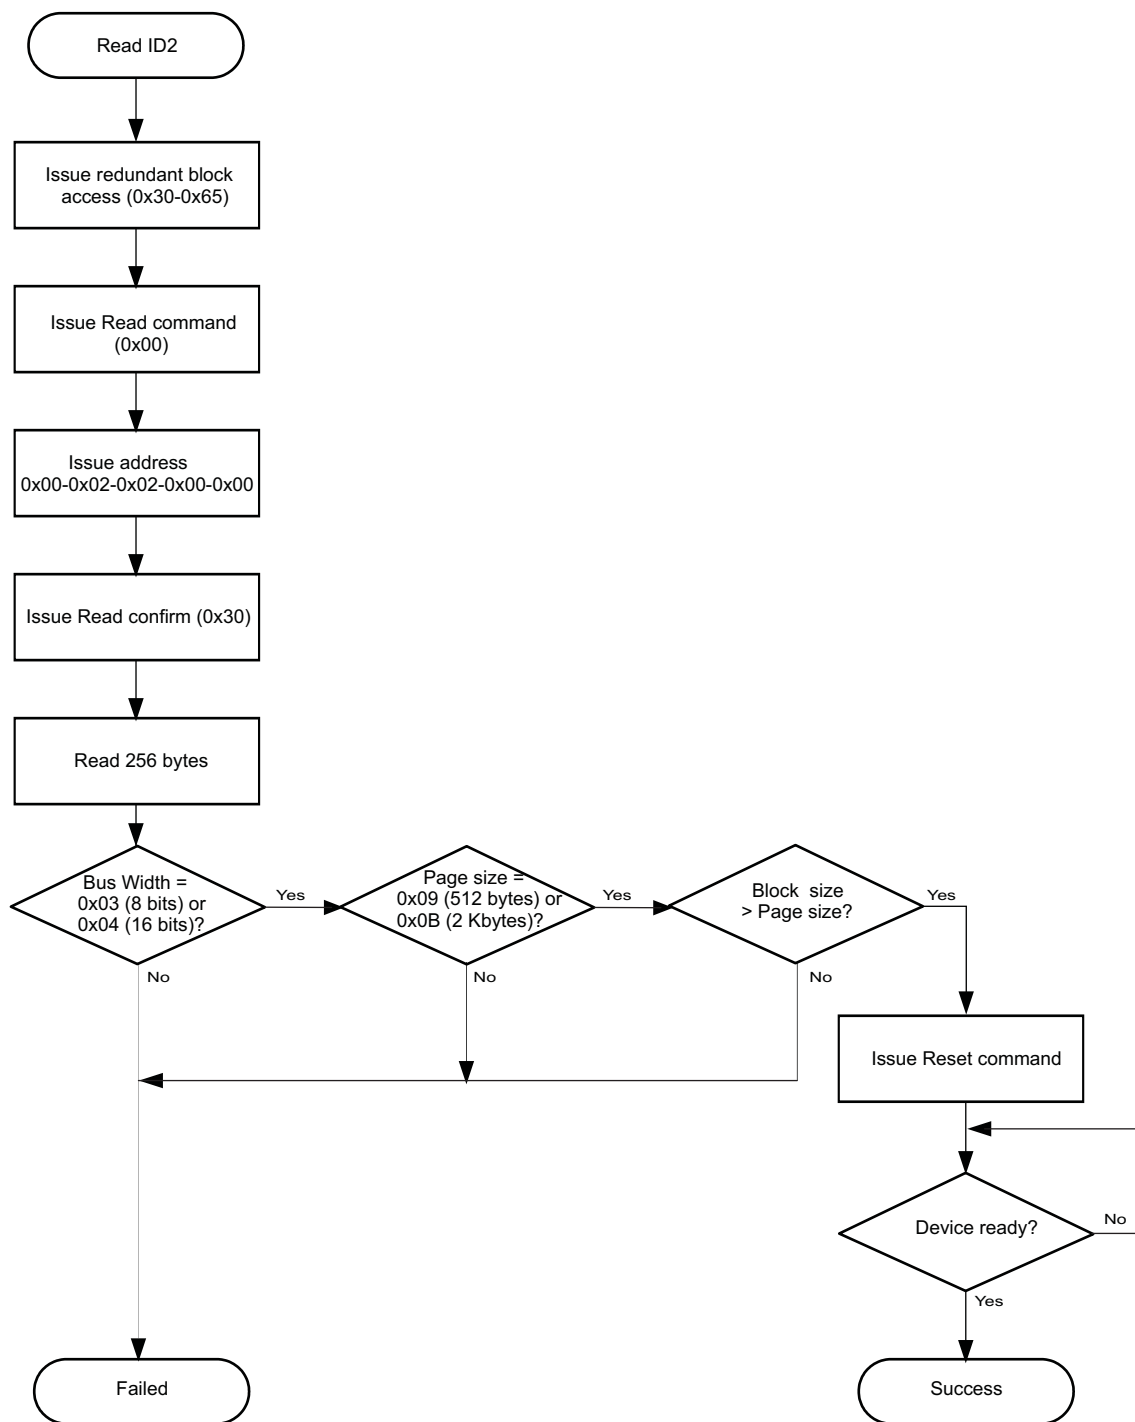 Read ID2
Issue redundant block
access (0x30-0x65)
Issue Read command
(0x00)
Issue address
0x00-0x02-0x02-0x00-0x00
Issue Read confirm (0x30)
Read 256 bytes
Bus Width =
0x03 (8 bits) or
0x04 (16 bits)?
Yes
No
Page size =
0x09 (512 bytes) or
0x0B (2 Kbytes)?
Yes
No
Block size
> Page size?
Yes
No
Issue Reset command
Device ready?
No
Yes
Failed
Success